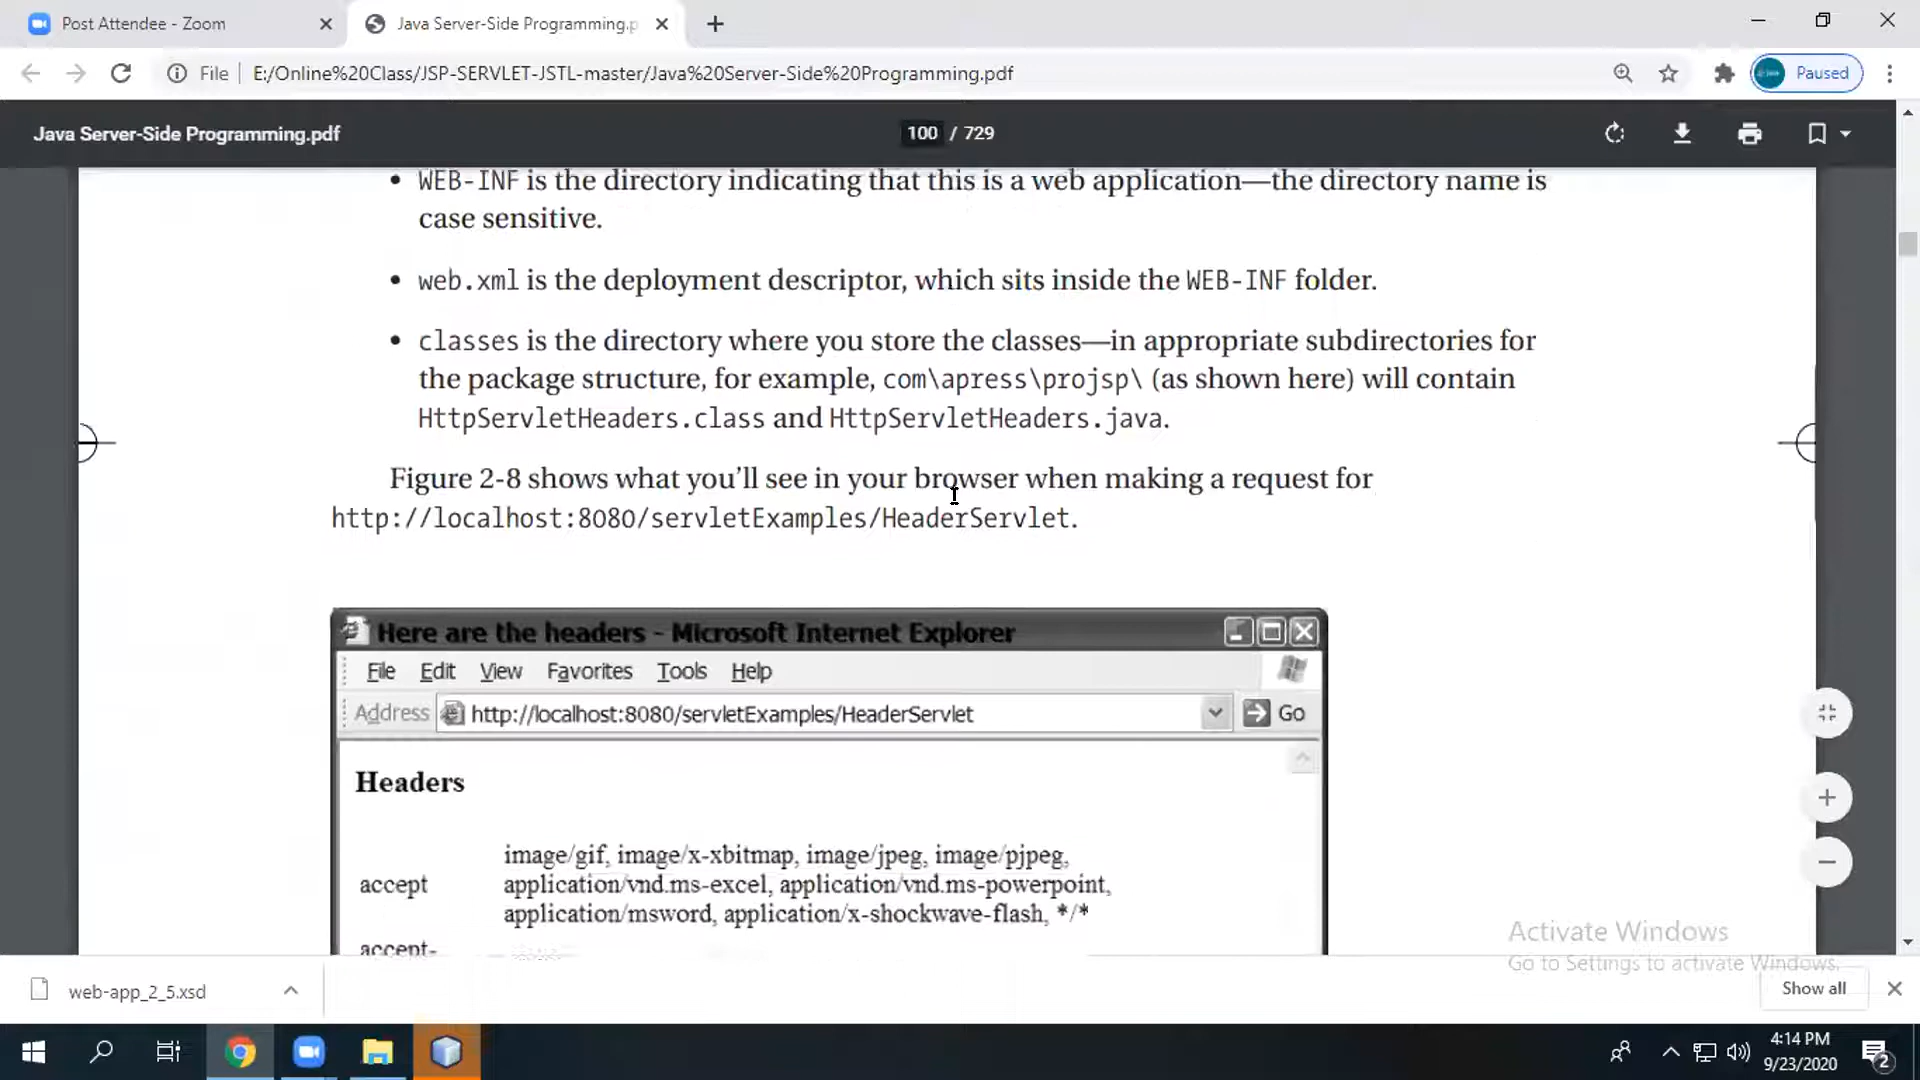 Post Attendee - Zoom
Java Server-Side Programming.p
File
E:/Online%20Class/JSP-SERVLET-JSTL-master/Java%20Server-Side%20Programming.pdf
Paused
Java Server-Side Programming.pdf
100 / 729
• WEB-INF is the directory indicating that this is a web application—the directory name is
case sensitive.
• web.xml is the deployment descriptor, which sits inside the WEB-INF folder.
• classes is the directory where you store the classes—in appropriate subdirectories for
the package structure, for example, com\apress\projsp\ (as shown here) will contain
HttpServletHeaders.class and HttpServletHeaders.java.
Figure 2-8 shows what you'll see in your browser when making a request for
http://localhost:8080/servletExamples/HeaderServlet.
Here are the headers - Microsoft Internet Explorer
File Edit View Favorites Tools Help
Address http://localhost:8080/servletExamples/HeaderServlet Go
Headers
image/gif, image/x-xbitmap, image/jpeg, image/pjpeg,
accept application/vnd.ms-excel, application/vnd.ms-powerpoint,
application/msword, application/x-shockwave-flash, */*
accept-
Activate Windows
Go to Settings to activate Windows.
web-app_2_5.xsd
Show all
4:14 PM
9/23/2020
2